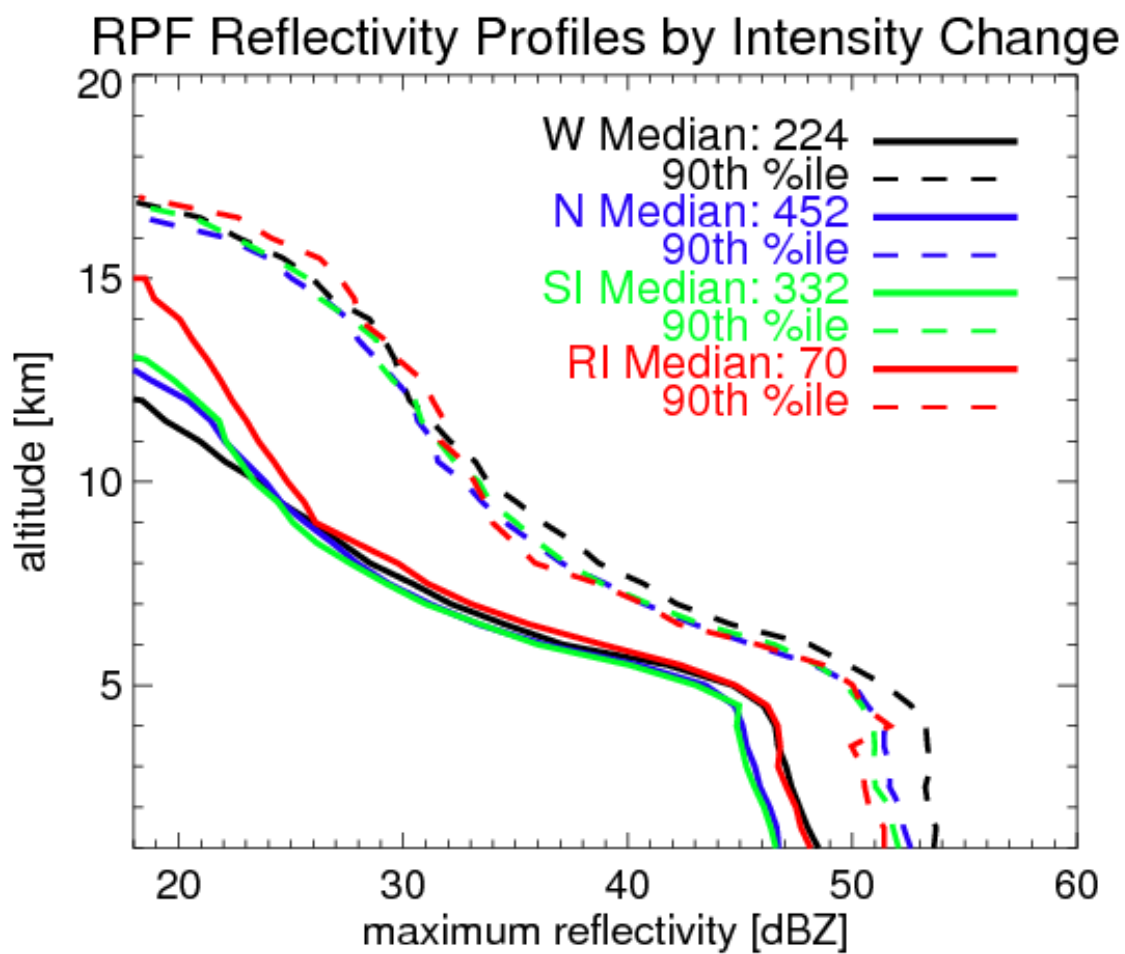 RPF Reflectivity Profiles by Intensity Change
20
15
10
5
altitude [km]
W Median: 224
90th %ile
N Median: 452
90th %ile
SI Median: 332
90th %ile
RI Median: 70
90th %ile
20 30 40 50 60
maximum reflectivity [dBZ]